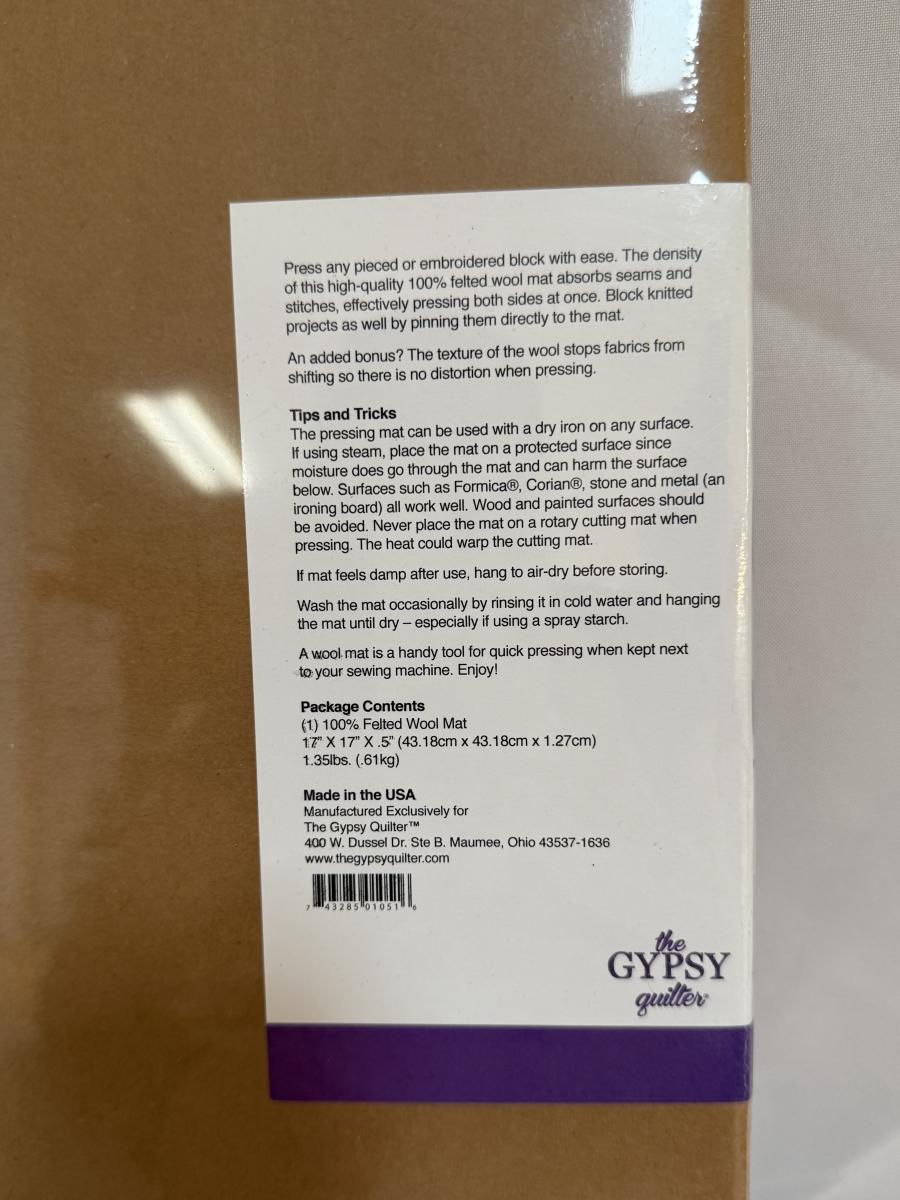 Press any pieced or embroidered block with ease. The density
of this high-quality 100% felted wool mat absorbs seams and
stitches, effectively pressing both sides at once. Block knitted
projects as well by pinning them directly to the mat.
An added bonus? The texture of the wool stops fabrics from
shifting so there is no distortion when pressing.
Tips and Tricks
The pressing mat can be used with a dry iron on any surface.
If using steam, place the mat on a protected surface since
moisture does go through the mat and can harm the surface
below. Surfaces such as Formica®, Corian®, stone and metal (an
ironing board) all work well. Wood and painted surfaces should
be avoided. Never place the mat on a rotary cutting mat when
pressing. The heat could warp the cutting mat.
If mat feels damp after use, hang to air-dry before storing.
Wash the mat occasionally by rinsing it in cold water and hanging
the mat until dry – especially if using a spray starch.
A wool mat is a handy tool for quick pressing when kept next
to your sewing machine. Enjoy!
Package Contents
(1) 100% Felted Wool Mat
17" X 17" X .5" (43.18cm x 43.18cm x 1.27cm)
1.35lbs. (.61kg)
Made in the USA
Manufactured Exclusively for
The Gypsy Quilter™
400 W. Dussel Dr. Ste B. Maumee, Ohio 43537-1636
www.thegypsyquilter.com
7 43285 01051 6
the
GYPSY
quilter